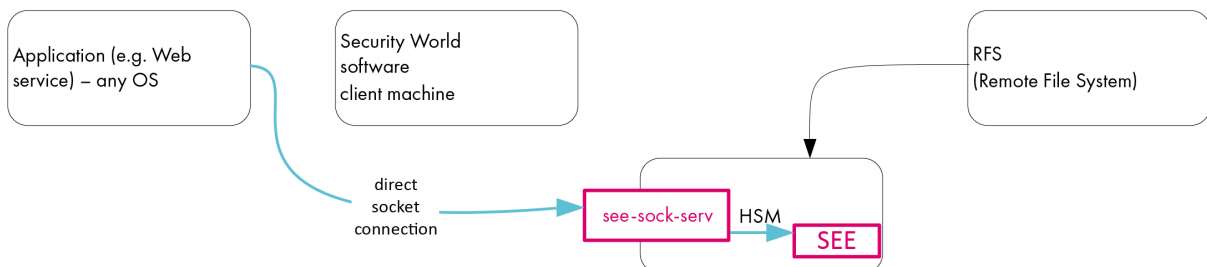 Application (e.g. Web
service) – any OS
Security World
software
client machine
RFS
(Remote File System)
direct
socket
connection
see-sock-serv
HSM
SEE